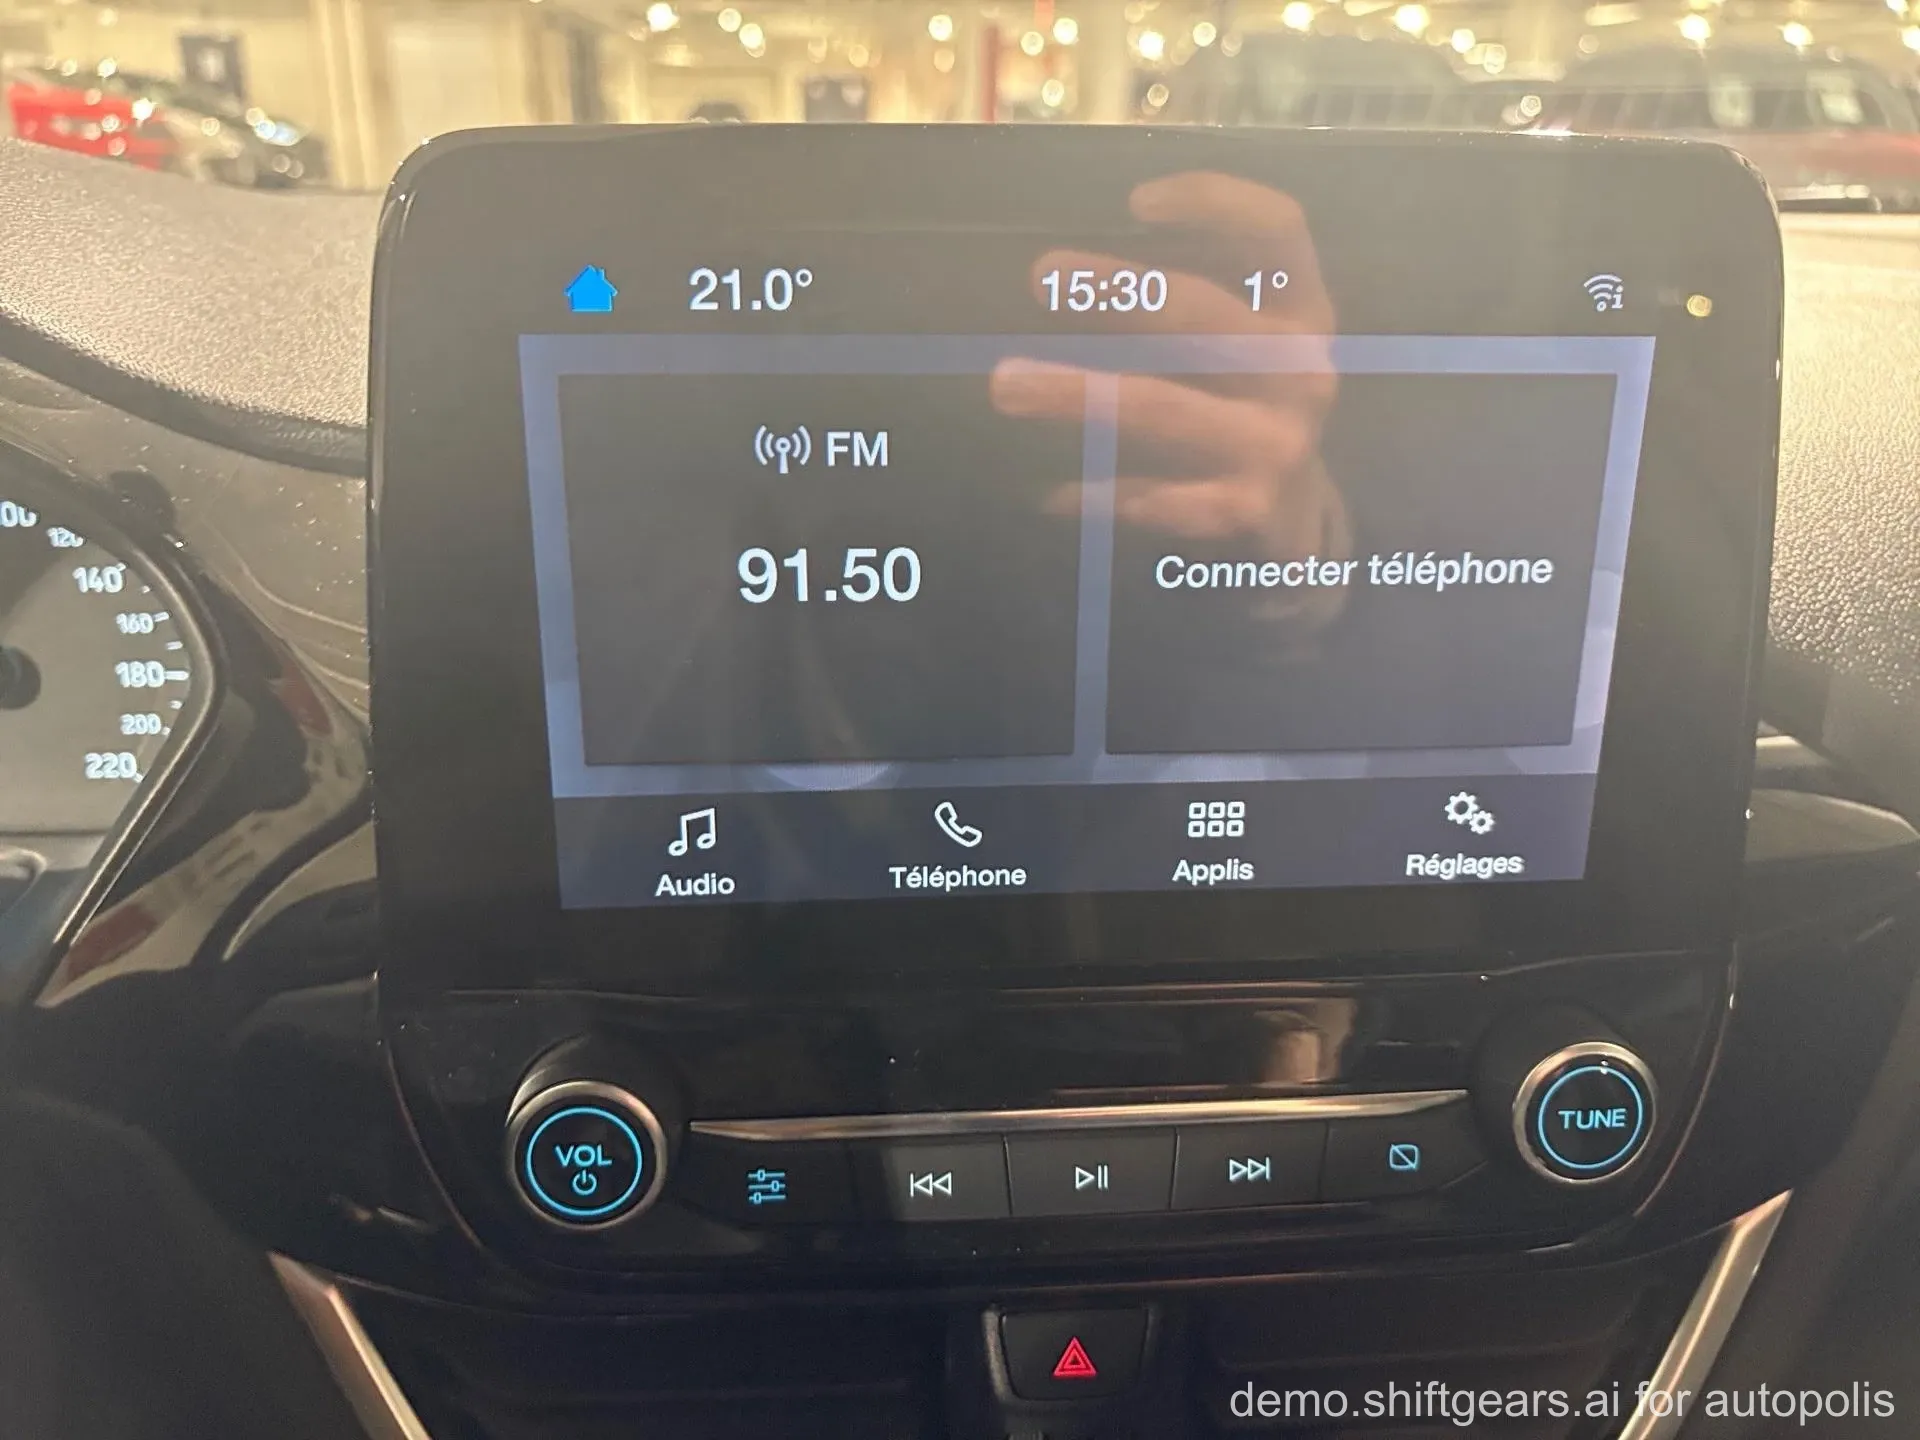 21.0° 15:30 1°
FM
91.50
Connecter téléphone
Audio Téléphone Applis Réglages
120
140
160
180
200
220
VOL
TUNE
demo.shiftgears.ai for autopolis